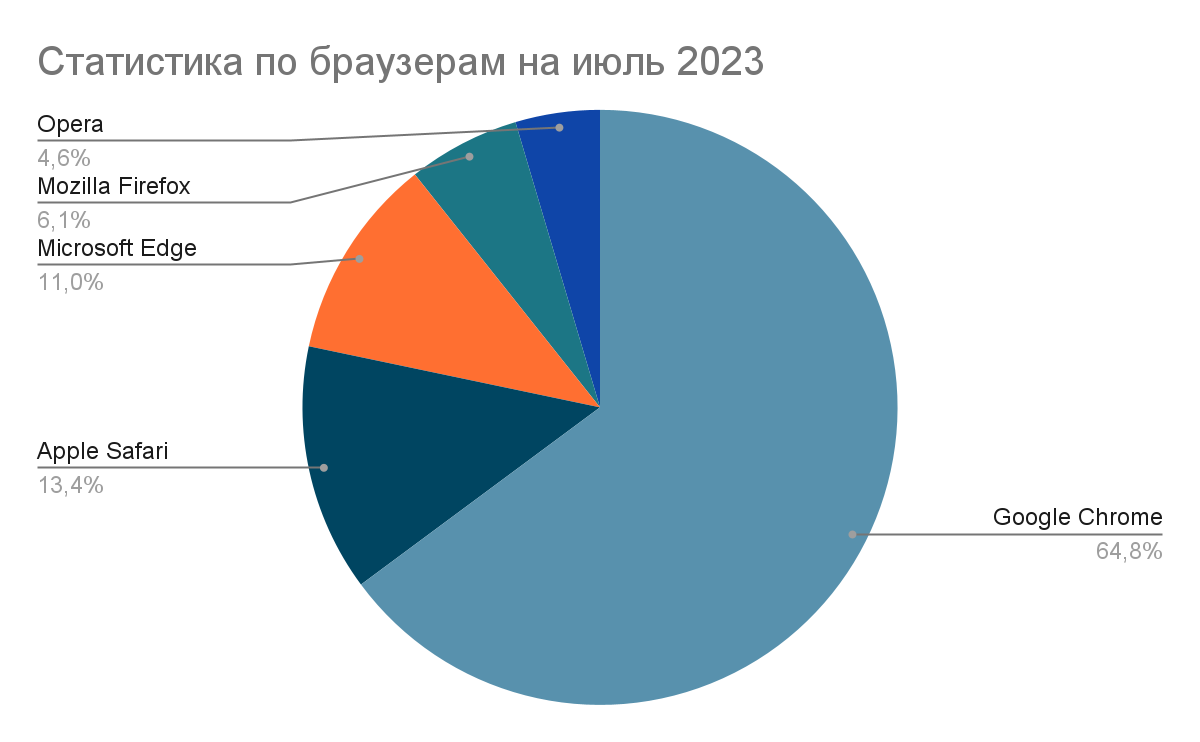 Статистика по браузерам на июль 2023
Opera
4,6%
Mozilla Firefox
6,1%
Microsoft Edge
11,0%
Apple Safari
13,4%
Google Chrome
64,8%